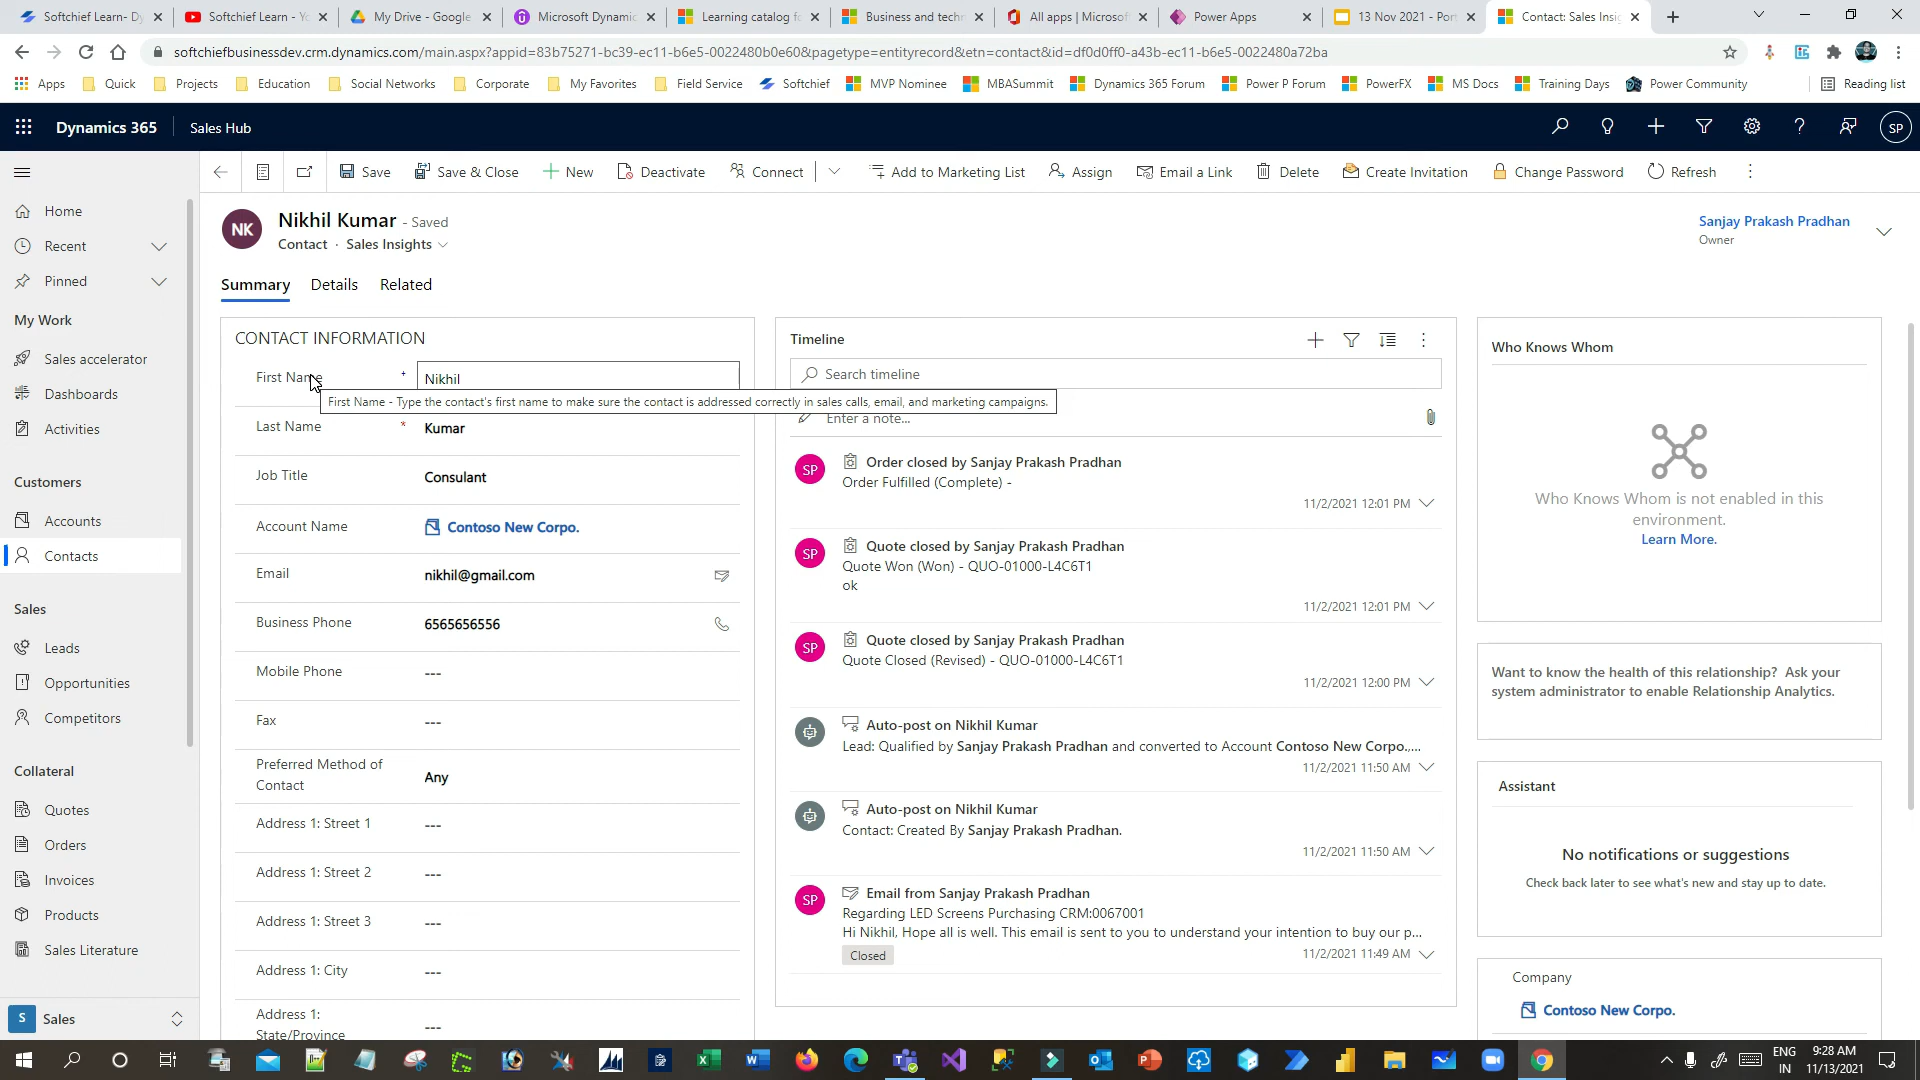 Softchief Learn- Dy
Softchief Learn - Yo
My Drive - Google
Microsoft Dynamic
Learning catalog fo
Business and techn
All apps | Microsof
Power Apps
13 Nov 2021 - Port
Contact: Sales Insig
softchiefbusinessdev.crm.dynamics.com/main.aspx?appid=83b75271-bc39-ec11-b6e5-0022480b0e60&pagetype=entityrecord&etn=contact&id=df0d0ff0-a43b-ec11-b6e5-0022480a72ba
Apps
Quick
Projects
Education
Social Networks
My Favorites
Corporate
Field Service
Softchief
MVP Nominee
MBASummit
Dynamics 365 Forum
Power P Forum
PowerFX
MS Docs
Training Days
Power Community
Reading list
Dynamics 365
Sales Hub
SP
Save
Save & Close
New
Deactivate
Connect
Add to Marketing List
Assign
Email a Link
Delete
Create Invitation
Change Password
Refresh
Home
Recent
Pinned
My Work
Sales accelerator
Dashboards
Activities
Customers
Accounts
Contacts
Sales
Leads
Opportunities
Competitors
Collateral
Quotes
Orders
Invoices
Products
Sales Literature
S Sales
NK
Nikhil Kumar - Saved
Contact · Sales Insights
Sanjay Prakash Pradhan
Owner
Summary
Details
Related
CONTACT INFORMATION
First Name + Nikhil
First Name - Type the contact's first name to make sure the contact is addressed correctly in sales calls, email, and marketing campaigns.
Last Name * Kumar
Job Title Consulant
Account Name Contoso New Corpo.
Email nikhil@gmail.com
Business Phone 6565656556
Mobile Phone ---
Fax ---
Preferred Method of
Contact
Any
Address 1: Street 1 ---
Address 1: Street 2 ---
Address 1: Street 3 ---
Address 1: City ---
Address 1:
State/Province
---
Timeline
Search timeline
Enter a note...
SP
Order closed by Sanjay Prakash Pradhan
Order Fulfilled (Complete) -
11/2/2021 12:01 PM
SP
Quote closed by Sanjay Prakash Pradhan
Quote Won (Won) - QUO-01000-L4C6T1
ok
11/2/2021 12:01 PM
SP
Quote closed by Sanjay Prakash Pradhan
Quote Closed (Revised) - QUO-01000-L4C6T1
11/2/2021 12:00 PM
Auto-post on Nikhil Kumar
Lead: Qualified by Sanjay Prakash Pradhan and converted to Account Contoso New Corpo.,...
11/2/2021 11:50 AM
Auto-post on Nikhil Kumar
Contact: Created By Sanjay Prakash Pradhan.
11/2/2021 11:50 AM
SP
Email from Sanjay Prakash Pradhan
Regarding LED Screens Purchasing CRM:0067001
Hi Nikhil, Hope all is well. This email is sent to you to understand your intention to buy our p...
Closed
11/2/2021 11:49 AM
Who Knows Whom
Who Knows Whom is not enabled in this
environment.
Learn More.
Want to know the health of this relationship? Ask your
system administrator to enable Relationship Analytics.
Assistant
No notifications or suggestions
Check back later to see what's new and stay up to date.
Company
Contoso New Corpo.
ENG
IN
9:28 AM
11/13/2021